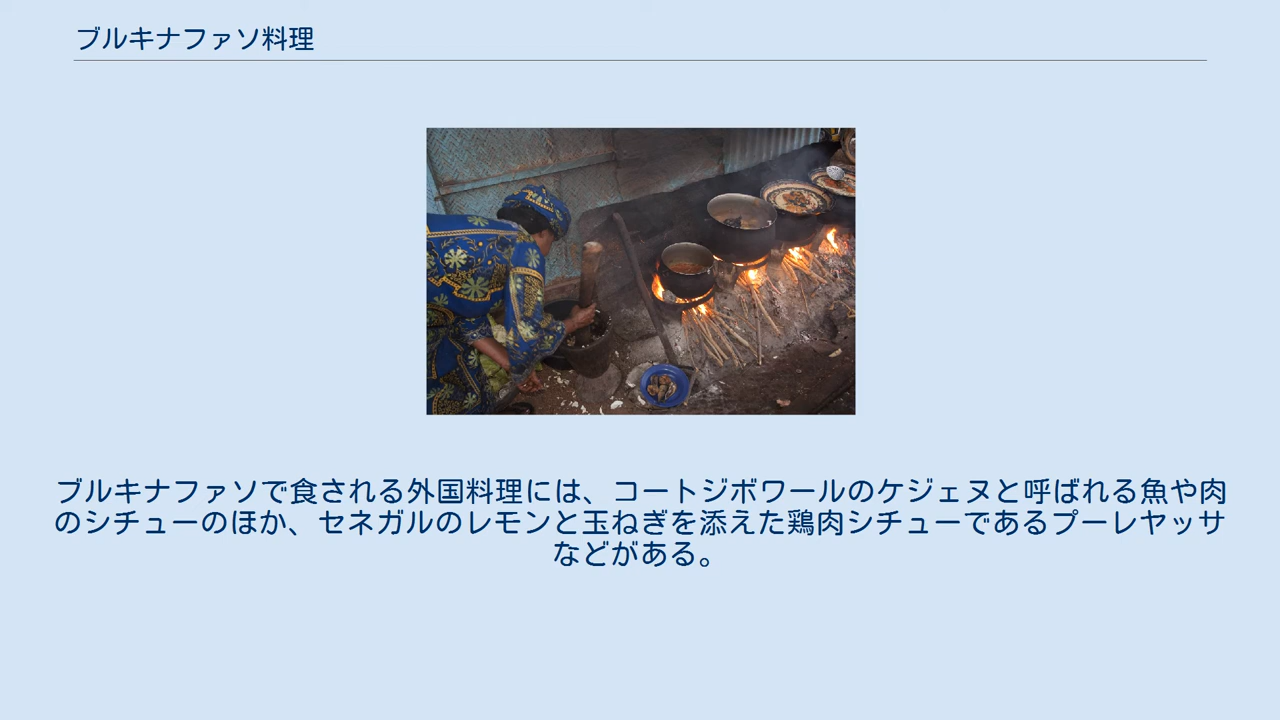 ブルキナファソ料理
ブルキナファソで食される外国料理には、コートジボワールのケジェヌと呼ばれる魚や肉
のシチューのほか、セネガルのレモンと玉ねぎを添えた鶏肉シチューであるプーレヤッサ
などがある。